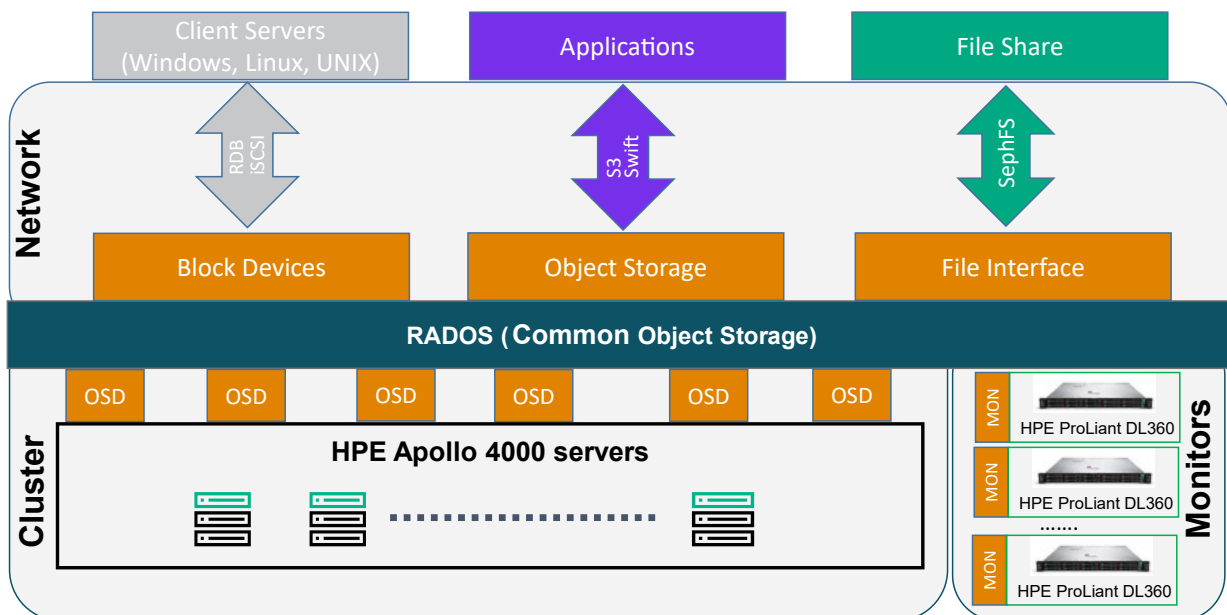 Client Servers
(Windows, Linux, UNIX)
Applications
File Share
Network
RDB
iSCSI
S3
Swift
SephFS
Block Devices
Object Storage
File Interface
RADOS (Common Object Storage)
OSD
OSD
OSD
OSD
OSD
OSD
Cluster
HPE Apollo 4000 servers
Monitors
MON
HPE ProLiant DL360
MON
HPE ProLiant DL360
.......
MON
HPE ProLiant DL360